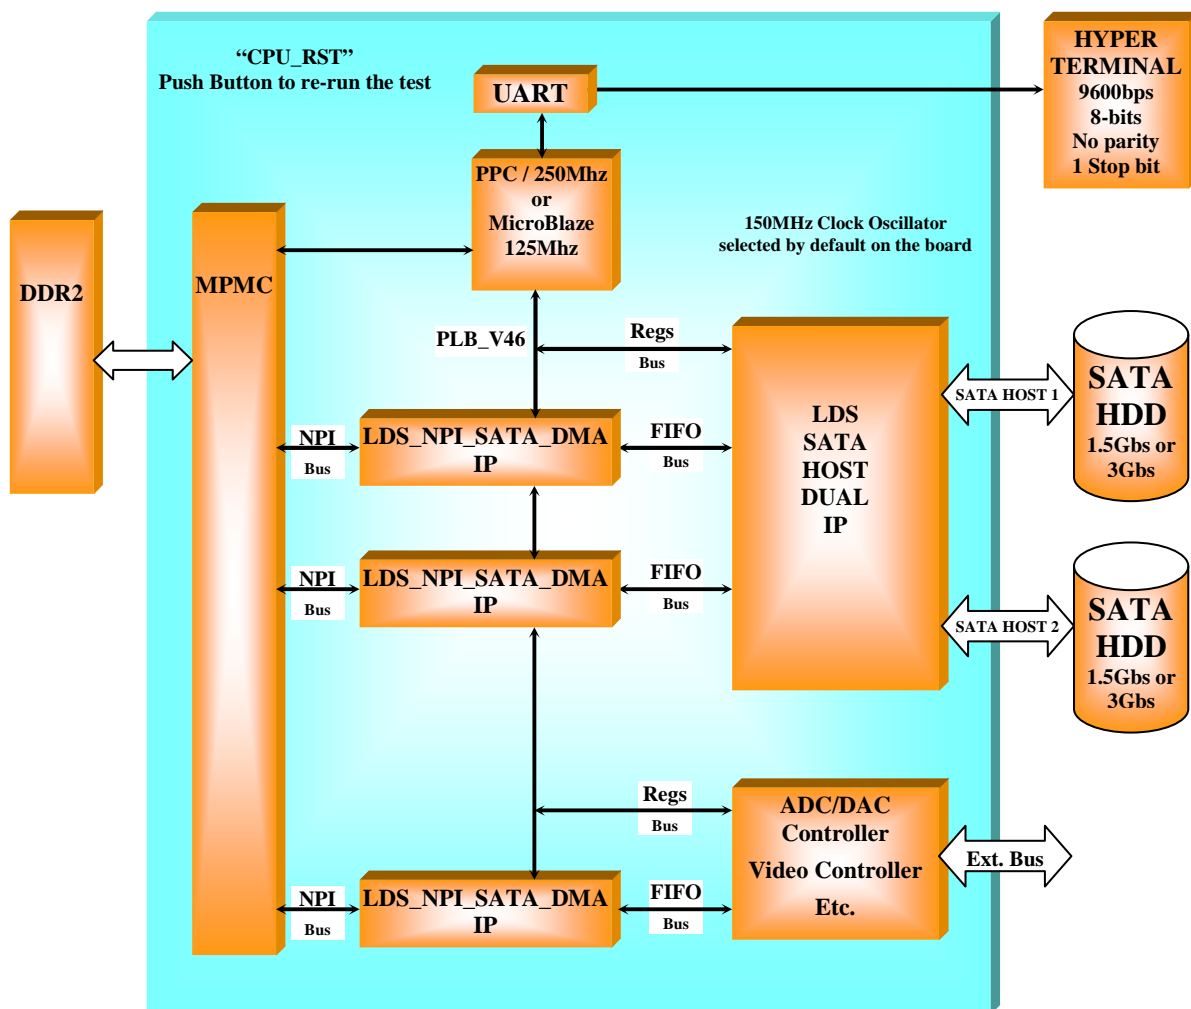 “CPU_RST”
Push Button to re-run the test
UART
HYPER
TERMINAL
9600bps
8-bits
No parity
1 Stop bit
PPC / 250Mhz
or
MicroBlaze
125Mhz
150MHz Clock Oscillator
selected by default on the board
DDR2
MPMC
PLB_V46
Regs
Bus
LDS
SATA
HOST
DUAL
IP
SATA HOST 1
SATA
HDD
1.5Gbs or
3Gbs
NPI
Bus
LDS_NPI_SATA_DMA
IP
FIFO
Bus
NPI
Bus
LDS_NPI_SATA_DMA
IP
FIFO
Bus
SATA HOST 2
SATA
HDD
1.5Gbs or
3Gbs
Regs
Bus
ADC/DAC
Controller
Video Controller
Etc.
Ext. Bus
NPI
Bus
LDS_NPI_SATA_DMA
IP
FIFO
Bus